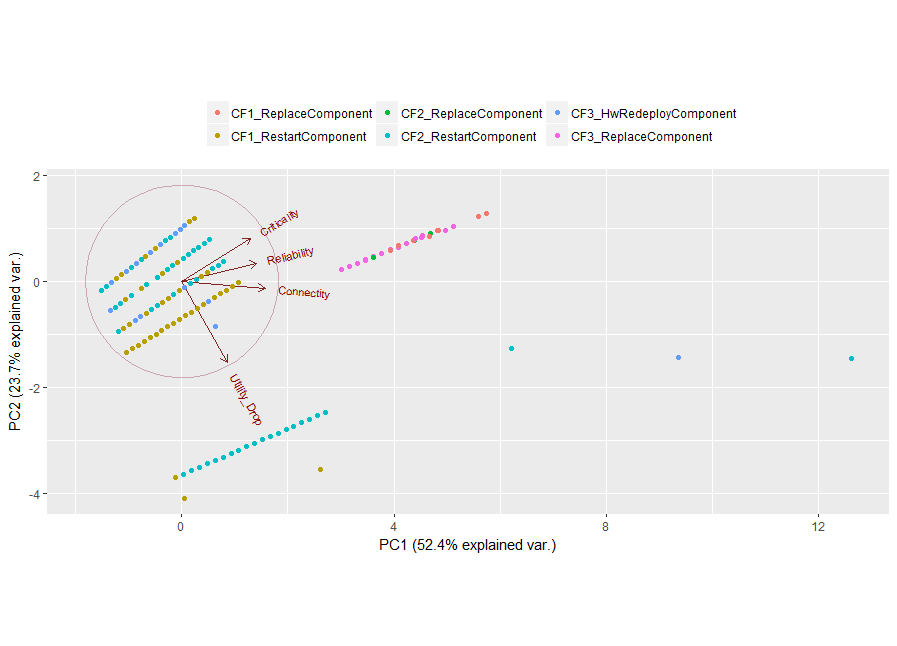 CF1_ReplaceComponent CF2_ReplaceComponent CF3_HwRedeployComponent
CF1_RestartComponent CF2_RestartComponent CF3_ReplaceComponent
2
0
-2
-4
PC2 (23.7% explained var.)
Criticality
Reliability
Connectity
Utility_Drop
0 4 8 12
PC1 (52.4% explained var.)